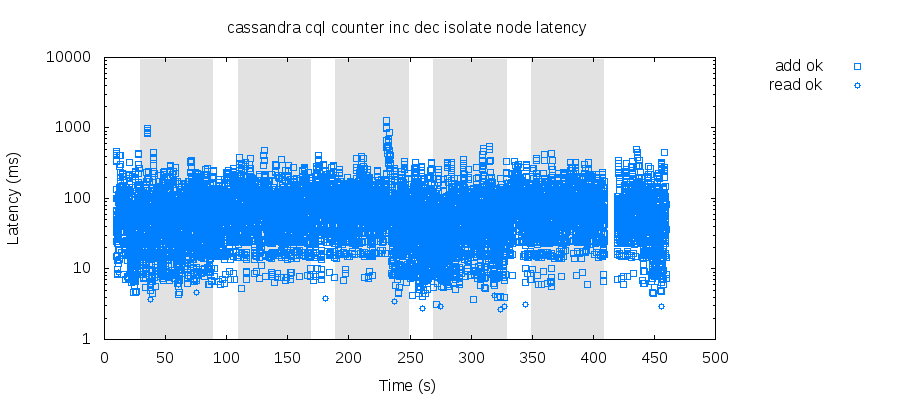 cassandra cql counter inc dec isolate node latency
add ok
read ok
Latency (ms)
10000
1000
100
10
1
0 50 100 150 200 250 300 350 400 450 500
Time (s)